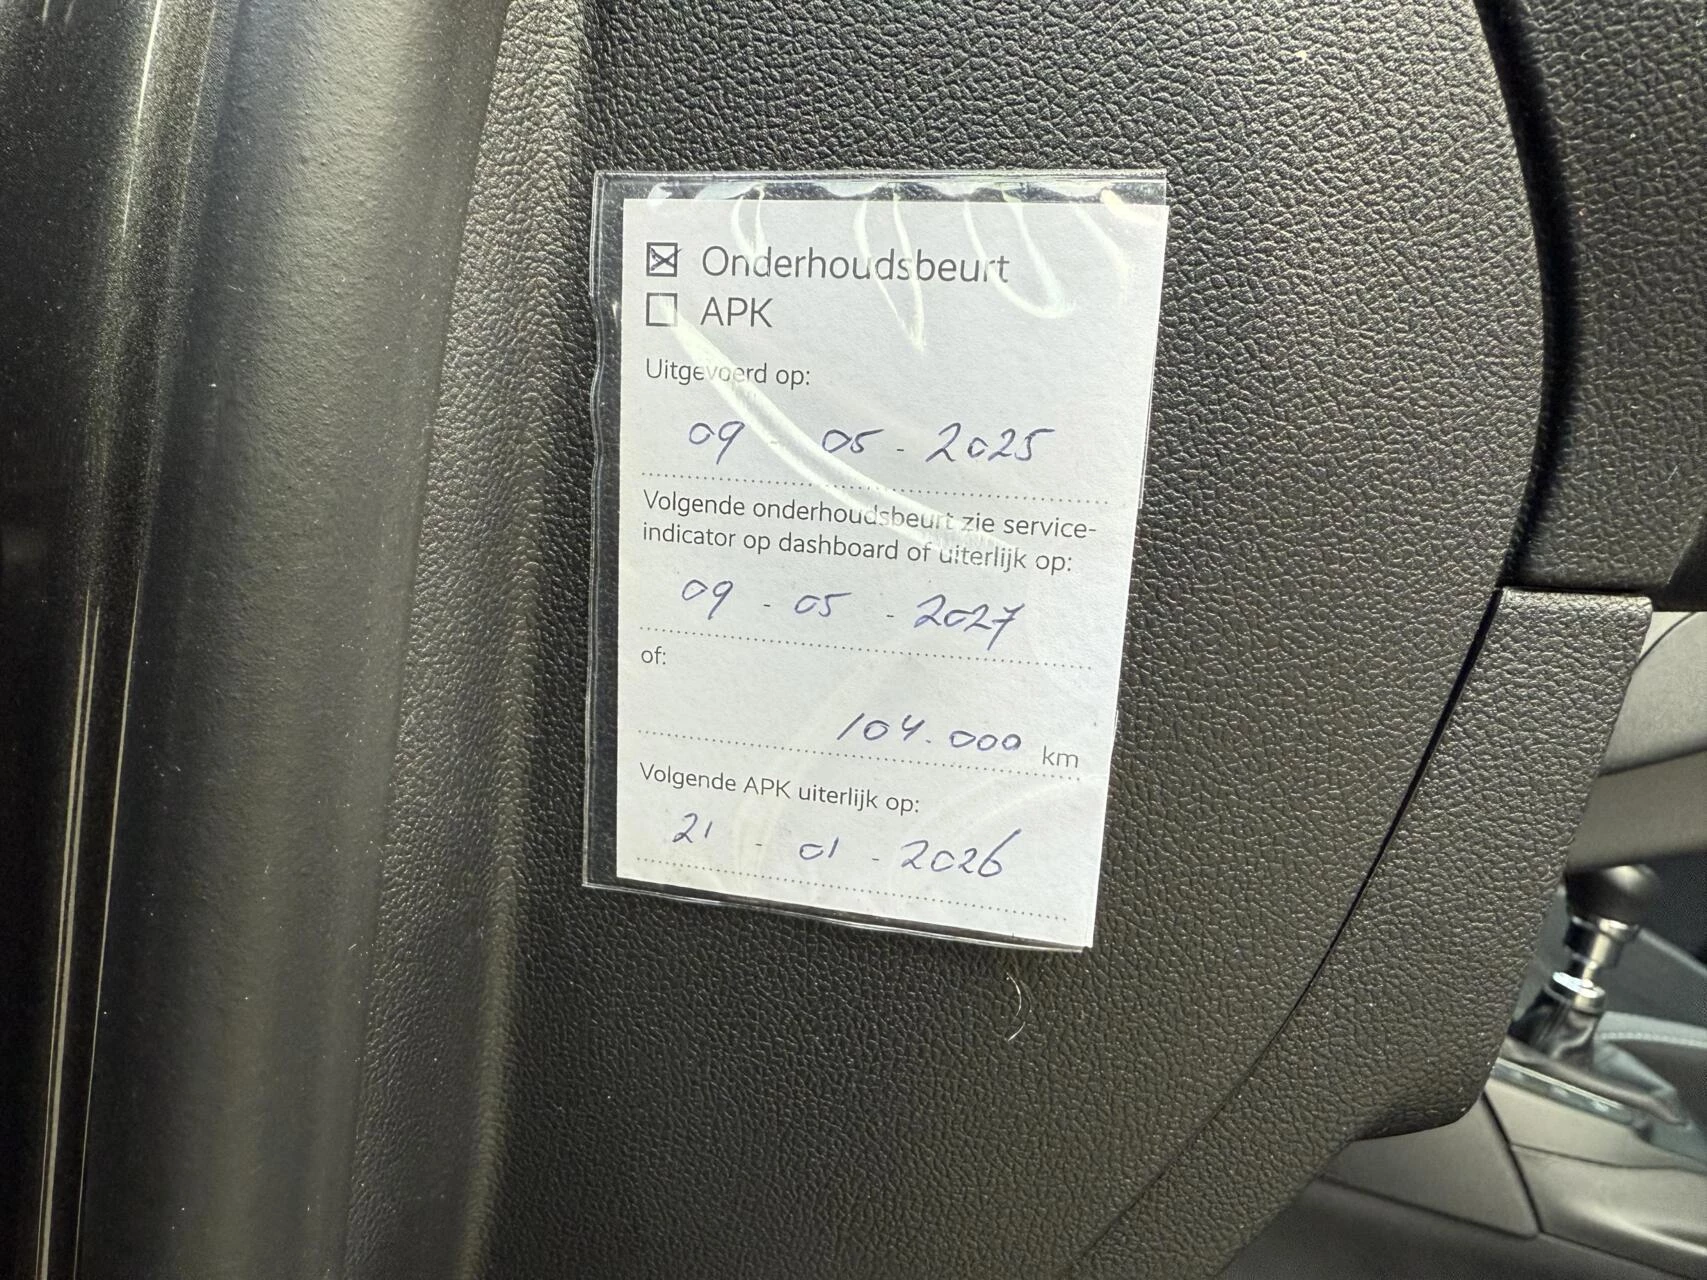 ☒ Onderhoudsbeurt
☐ APK
Uitgevoerd op:
09 - 05 - 2025
Volgende onderhoudsbeurt zie service-
indicator op dashboard of uiterlijk op:
09 - 05 - 2027
of:
104.000 km
Volgende APK uiterlijk op:
21 - 01 - 2026